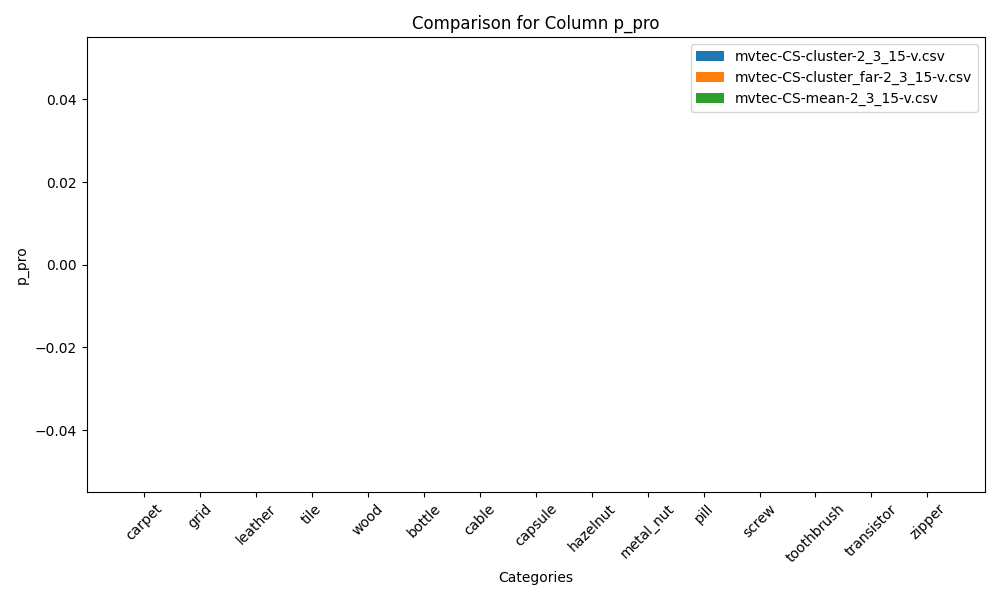 Comparison for Column p_pro
mvtec-CS-cluster-2_3_15-v.csv
mvtec-CS-cluster_far-2_3_15-v.csv
mvtec-CS-mean-2_3_15-v.csv
p_pro
0.04
0.02
0.00
−0.02
−0.04
carpet
grid
leather
tile
wood
bottle
cable
capsule
hazelnut
metal_nut
pill
screw
toothbrush
transistor
zipper
Categories